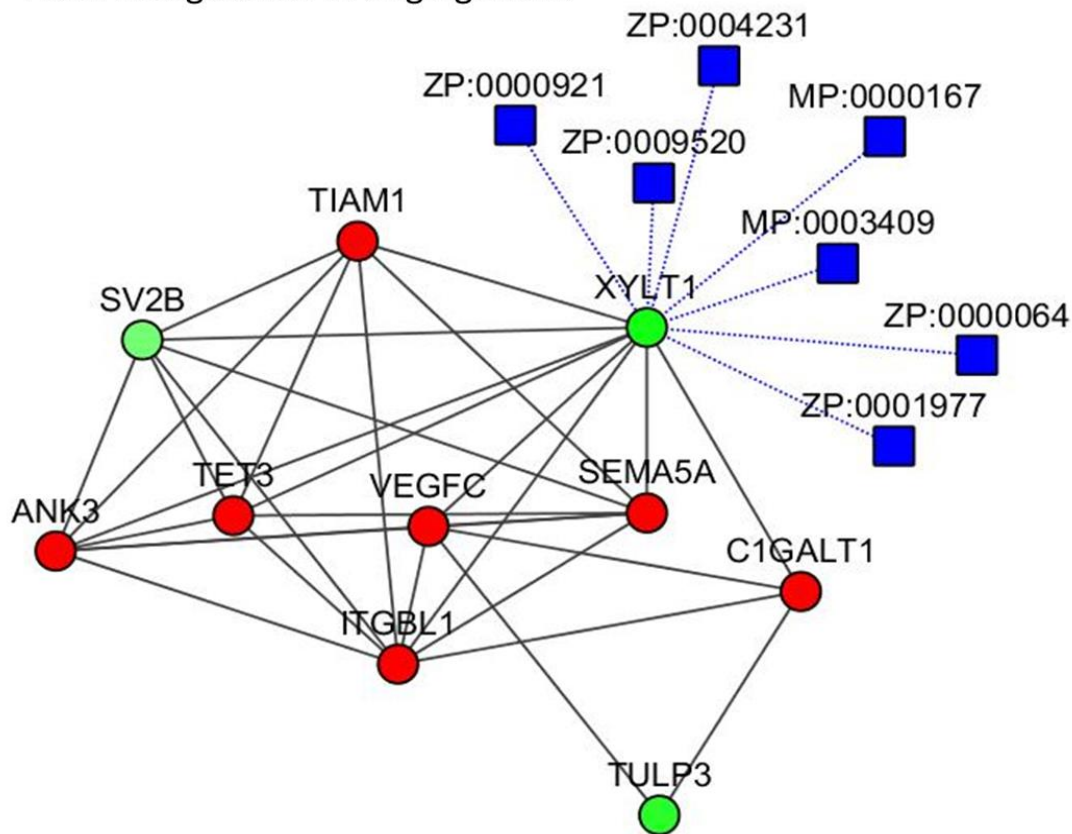 ZP:0004231
ZP:0000921
MP:0000167
ZP:0009520
TIAM1
MP:0003409
XYLT1
SV2B
ZP:0000064
ZP:0001977
TET3
SEMA5A
VEGFC
ANK3
C1GALT1
ITGBL1
TULP3